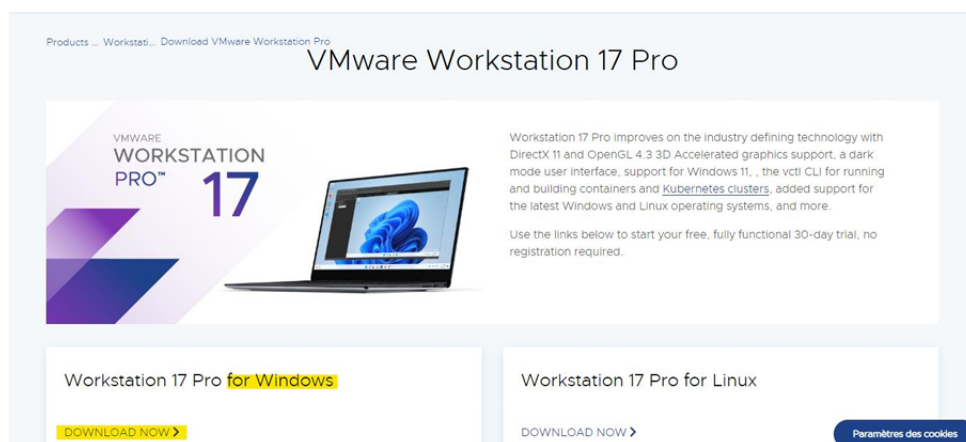 Products ... Workstati... Download VMware Workstation Pro
VMware Workstation 17 Pro
VMWARE
WORKSTATION
PRO™ 17
Workstation 17 Pro improves on the industry defining technology with
DirectX 11 and OpenGL 4.3 3D Accelerated graphics support, a dark
mode user interface, support for Windows 11, , the vctl CLI for running
and building containers and Kubernetes clusters, added support for
the latest Windows and Linux operating systems, and more.
Use the links below to start your free, fully functional 30-day trial, no
registration required.
Workstation 17 Pro for Windows
DOWNLOAD NOW
Workstation 17 Pro for Linux
DOWNLOAD NOW
Paramètres des cookies